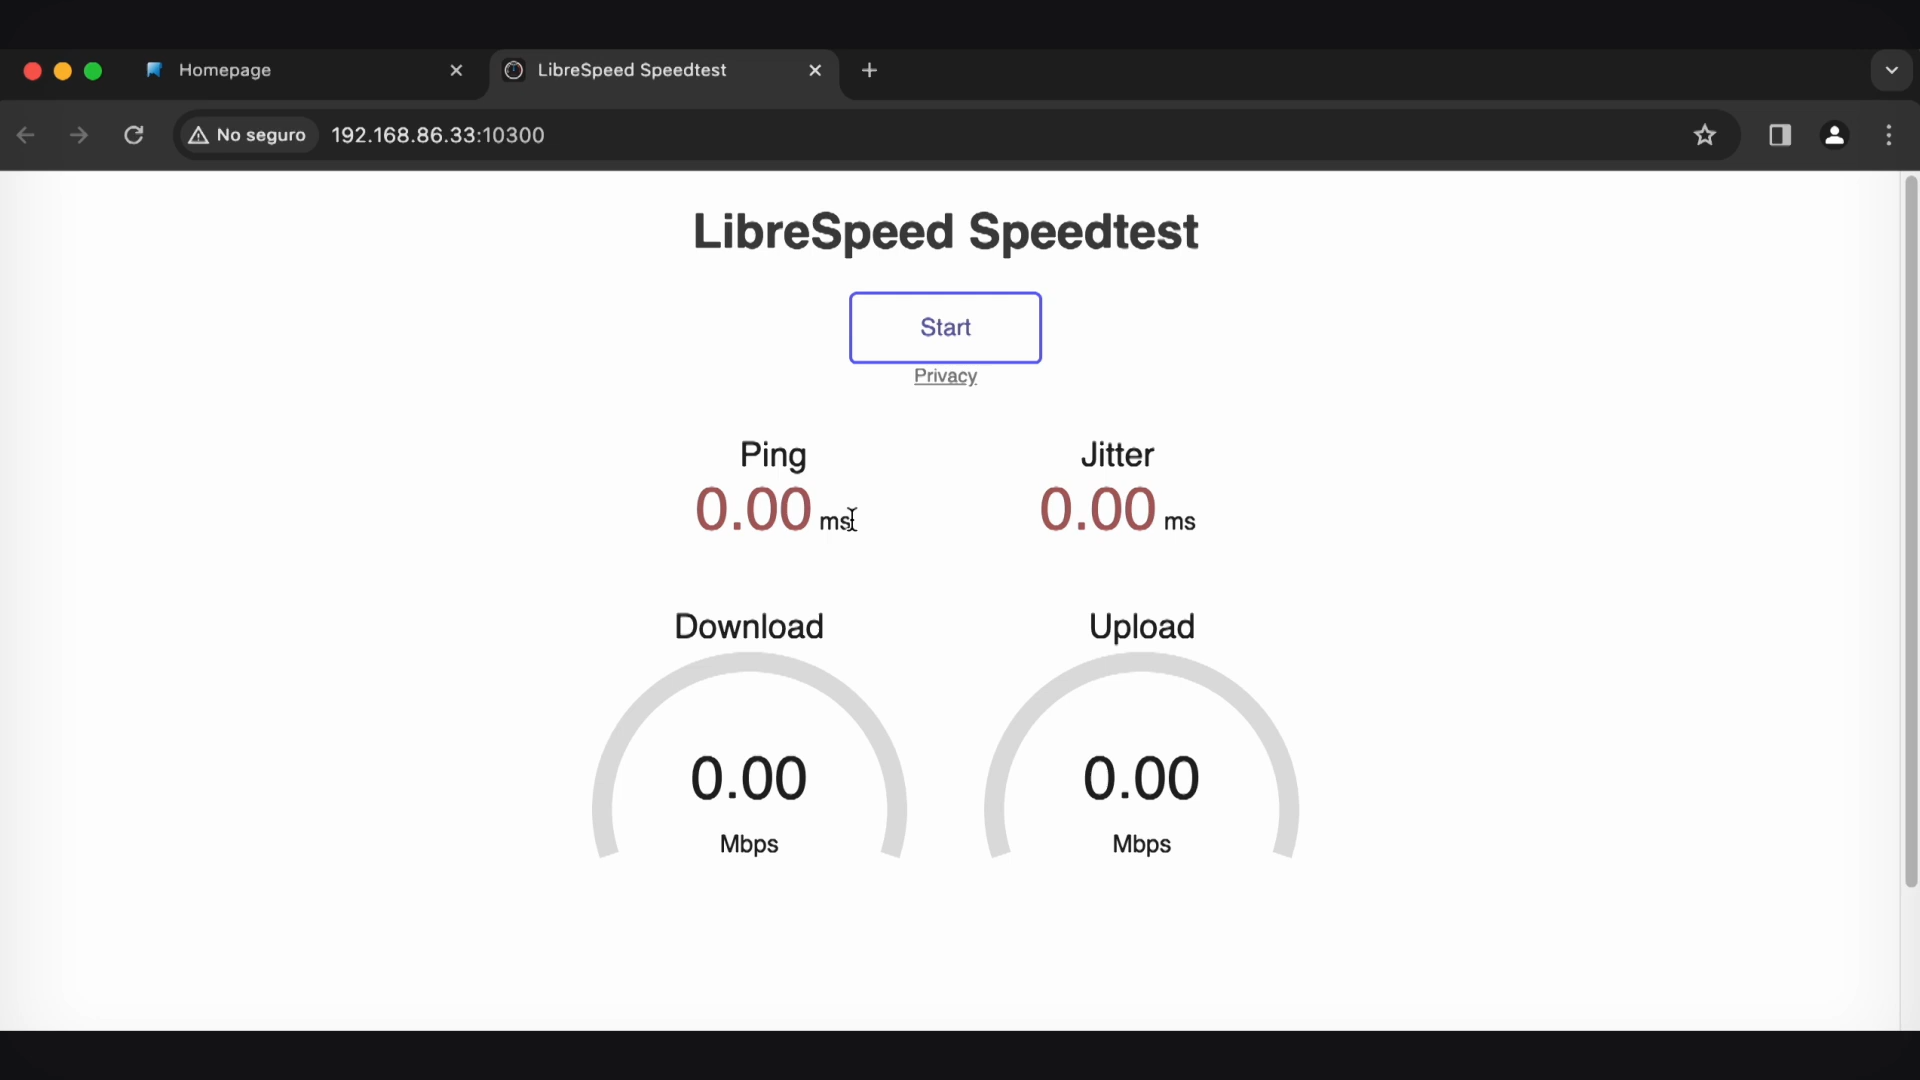 Homepage
LibreSpeed Speedtest
No seguro
192.168.86.33:10300
LibreSpeed Speedtest
Start
Privacy
Ping
Jitter
0.00 ms
0.00 ms
Download
Upload
0.00
0.00
Mbps
Mbps